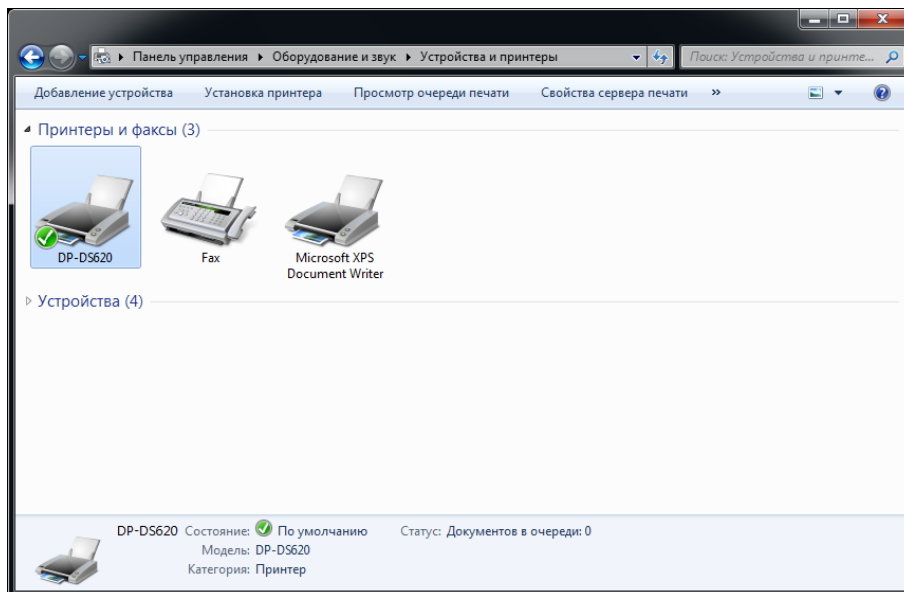 Панель управления Оборудование и звук Устройства и принтеры Поиск: Устройства и принте...
Добавление устройства Установка принтера Просмотр очереди печати Свойства сервера печати »
Принтеры и факсы (3)
DP-DS620
Fax
Microsoft XPS
Document Writer
Устройства (4)
DP-DS620 Состояние: По умолчанию Статус: Документов в очереди: 0
Модель: DP-DS620
Категория: Принтер